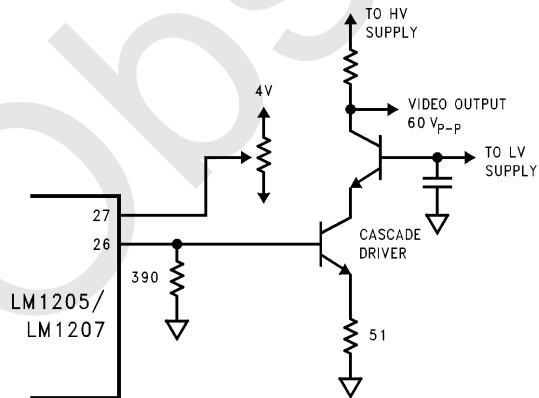 TO HV
SUPPLY
4V
VIDEO OUTPUT
60 VP-P
TO LV
SUPPLY
27
26
CASCADE
DRIVER
390
LM1205/
LM1207
51
Obs